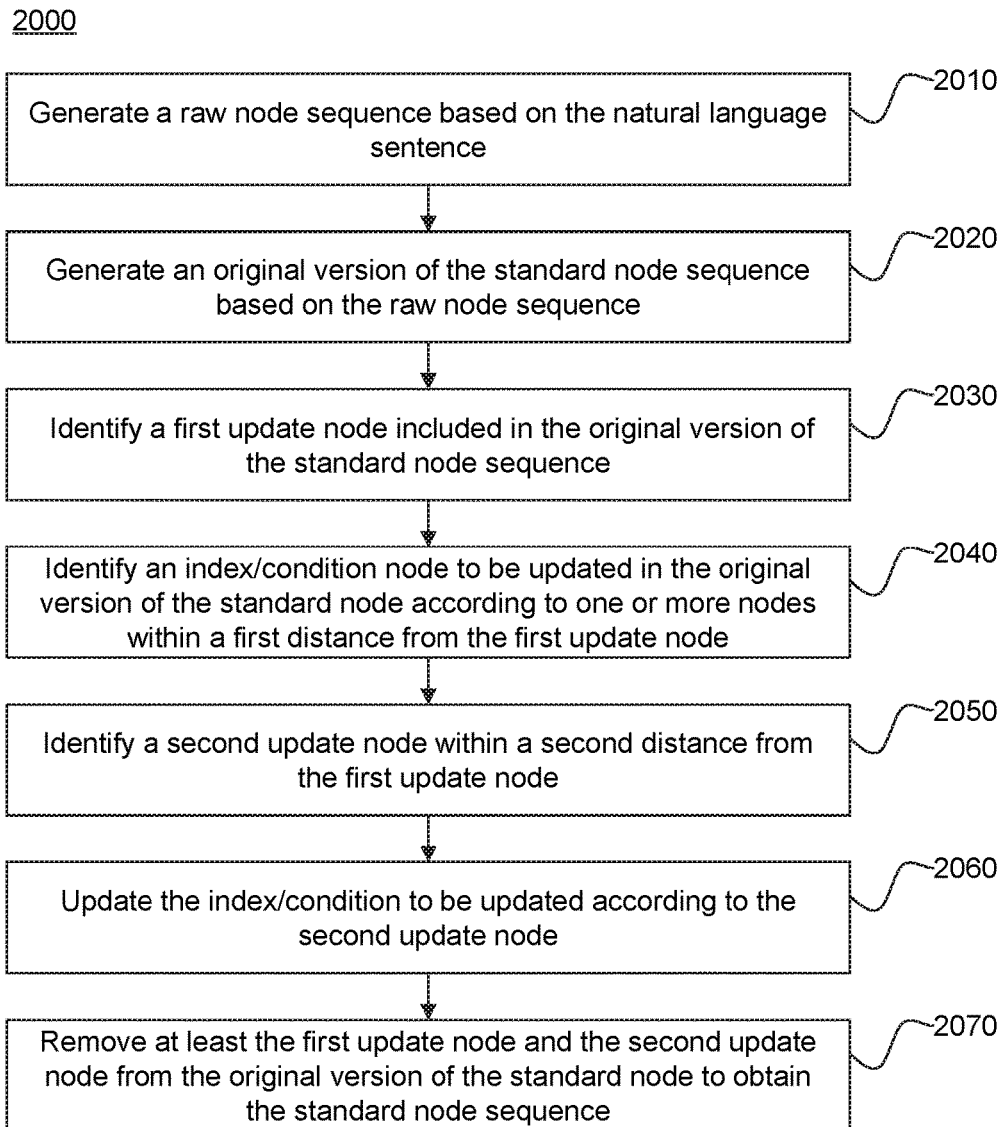 2000
2010
Generate a raw node sequence based on the natural language
sentence
2020
Generate an original version of the standard node sequence
based on the raw node sequence
2030
Identify a first update node included in the original version of
the standard node sequence
2040
Identify an index/condition node to be updated in the original
version of the standard node according to one or more nodes
within a first distance from the first update node
2050
Identify a second update node within a second distance from
the first update node
2060
Update the index/condition to be updated according to the
second update node
2070
Remove at least the first update node and the second update
node from the original version of the standard node to obtain
the standard node sequence